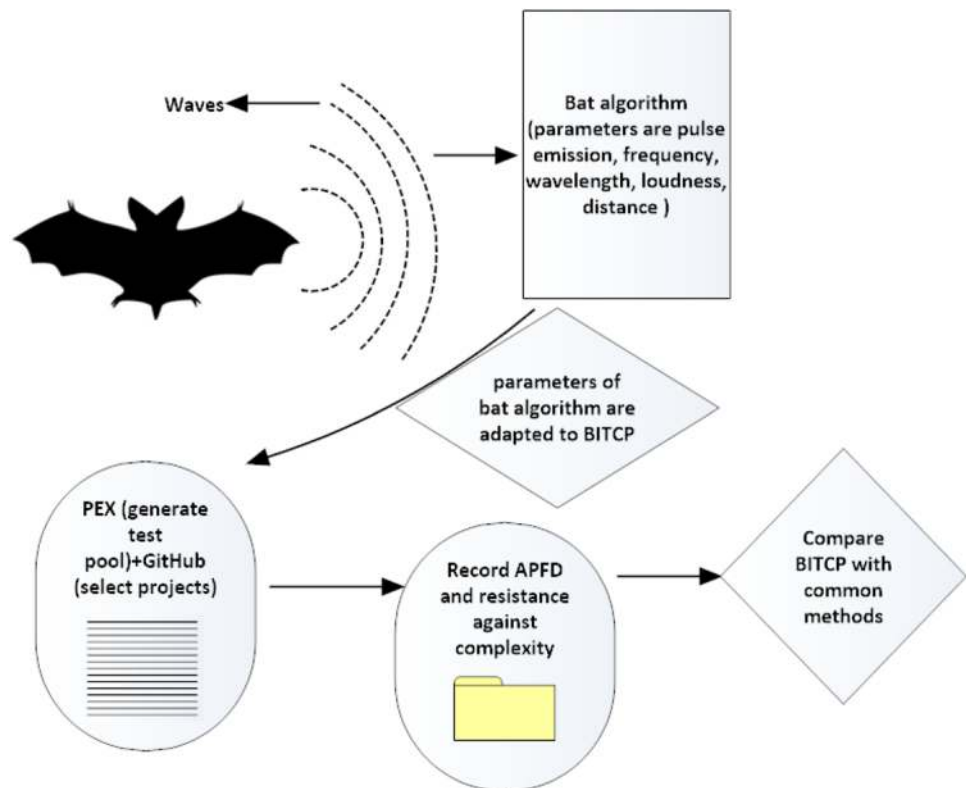 Waves
Bat algorithm
(parameters are pulse
emission, frequency,
wavelength, loudness,
distance )
parameters of
bat algorithm are
adapted to BITCP
PEX (generate
test
pool)+GitHub
(select projects)
Record APFD
and resistance
against
complexity
Compare
BITCP with
common
methods